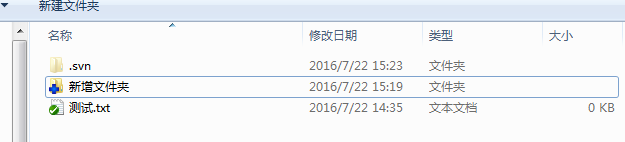 新建文件夹
名称 修改日期 类型 大小
.svn 2016/7/22 15:23 文件夹
新增文件夹 2016/7/22 15:19 文件夹
测试.txt 2016/7/22 14:35 文本文档 0 KB